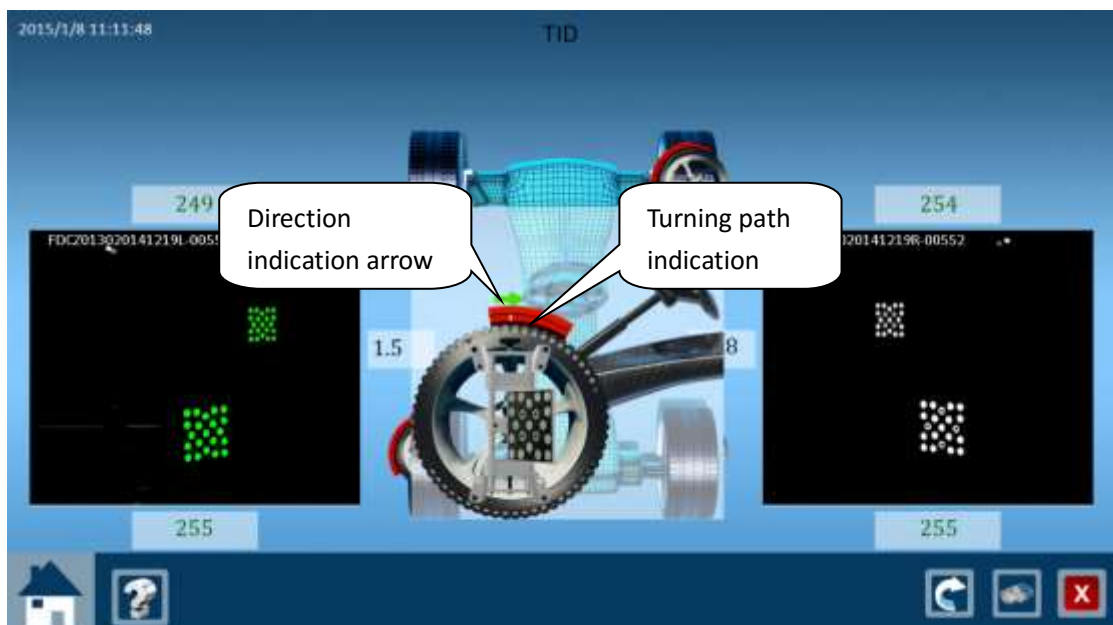 2015/1/8 11:11:48
TID
249
254
Direction
indication arrow
Turning path
indication
FDC2013020141219L-005
020141219R-00552
1.5
8
255
255
X